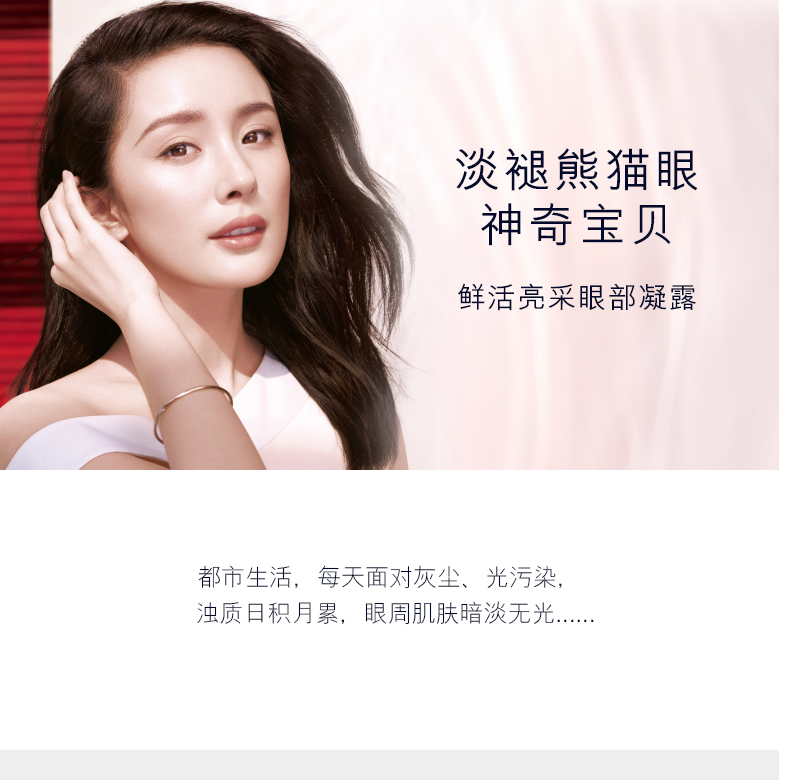 淡褪熊猫眼
神奇宝贝
鲜活亮采眼部凝露
都市生活，每天面对灰尘、光污染，
浊质日积月累，眼周肌肤暗淡无光......